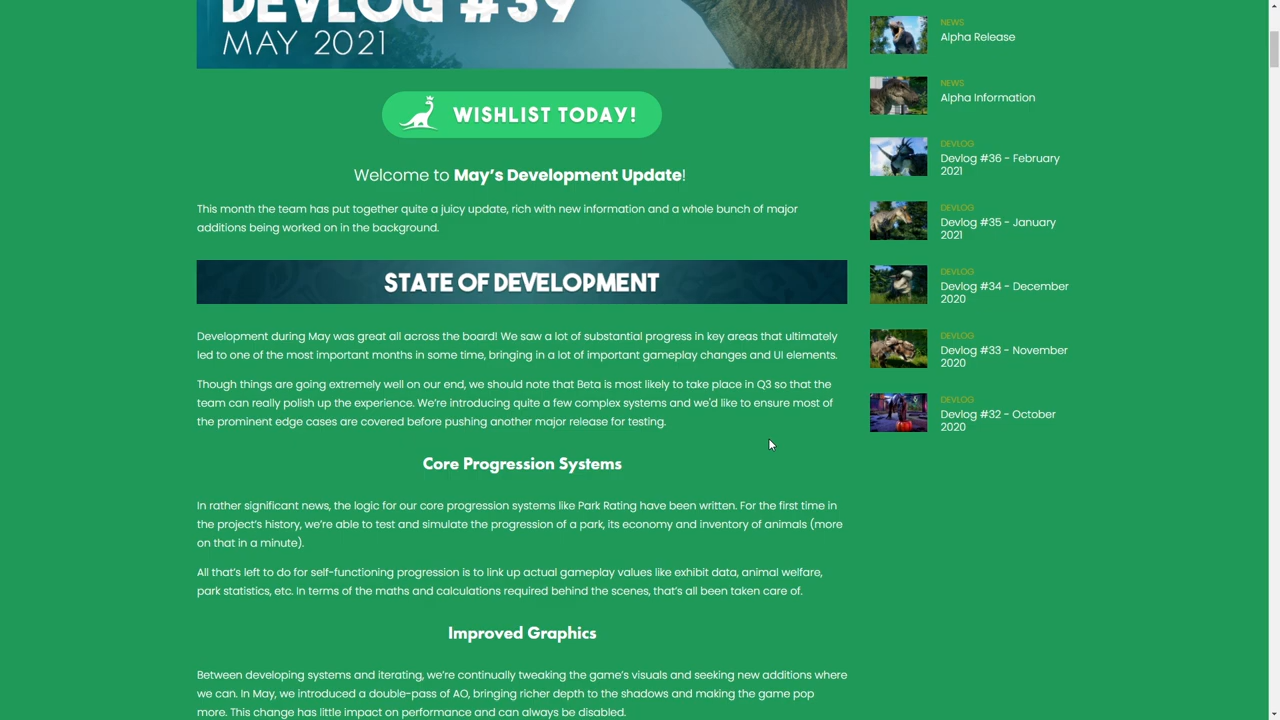 DEVLOG #39
MAY 2021
WISHLIST TODAY!
Welcome to May's Development Update!
This month the team has put together quite a juicy update, rich with new information and a whole bunch of major
additions being worked on in the background.
STATE OF DEVELOPMENT
Development during May was great all across the board! We saw a lot of substantial progress in key areas that ultimately
led to one of the most important months in some time, bringing in a lot of important gameplay changes and UI elements.
Though things are going extremely well on our end, we should note that Beta is most likely to take place in Q3 so that the
team can really polish up the experience. We're introducing quite a few complex systems and we'd like to ensure most of
the prominent edge cases are covered before pushing another major release for testing.
Core Progression Systems
In rather significant news, the logic for our core progression systems like Park Rating have been written. For the first time in
the project's history, we're able to test and simulate the progression of a park, its economy and inventory of animals (more
on that in a minute).
All that's left to do for self-functioning progression is to link up actual gameplay values like exhibit data, animal welfare,
park statistics, etc. In terms of the maths and calculations required behind the scenes, that's all been taken care of.
Improved Graphics
Between developing systems and iterating, we're continually tweaking the game's visuals and seeking new additions where
we can. In May, we introduced a double-pass of AO, bringing richer depth to the shadows and making the game pop
more. This change has little impact on performance and can always be disabled.
NEWS
Alpha Release
NEWS
Alpha Information
DEVLOG
Devlog #36 - February
2021
DEVLOG
Devlog #35 - January
2021
DEVLOG
Devlog #34 - December
2020
DEVLOG
Devlog #33 - November
2020
DEVLOG
Devlog #32 - October
2020